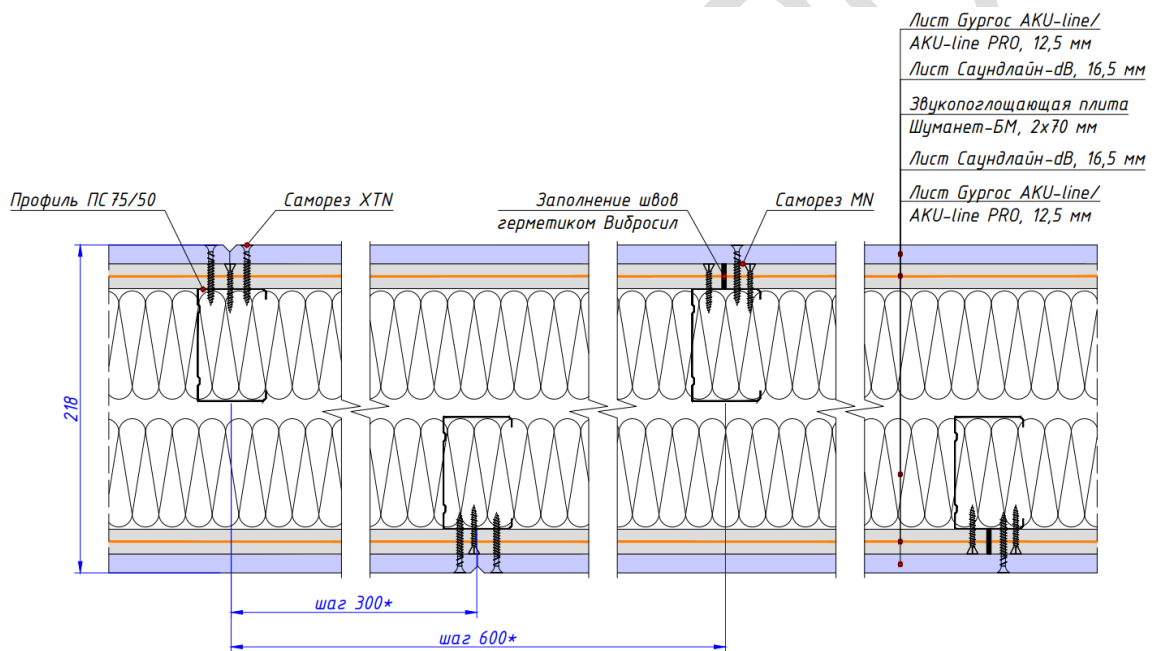 Лист Gyproc AKU-line/
AKU-line PRO, 12,5 мм
Лист Саундлайн-dB, 16,5 мм
Звукопоглощающая плита
Шуманет-БМ, 2х70 мм
Лист Саундлайн-dB, 16,5 мм
Лист Gyproc AKU-line/
AKU-line PRO, 12,5 мм
Профиль ПС 75/50
Саморез XTN
Заполнение швов
герметиком Вибросил
Саморез MN
218
шаг 300*
шаг 600*